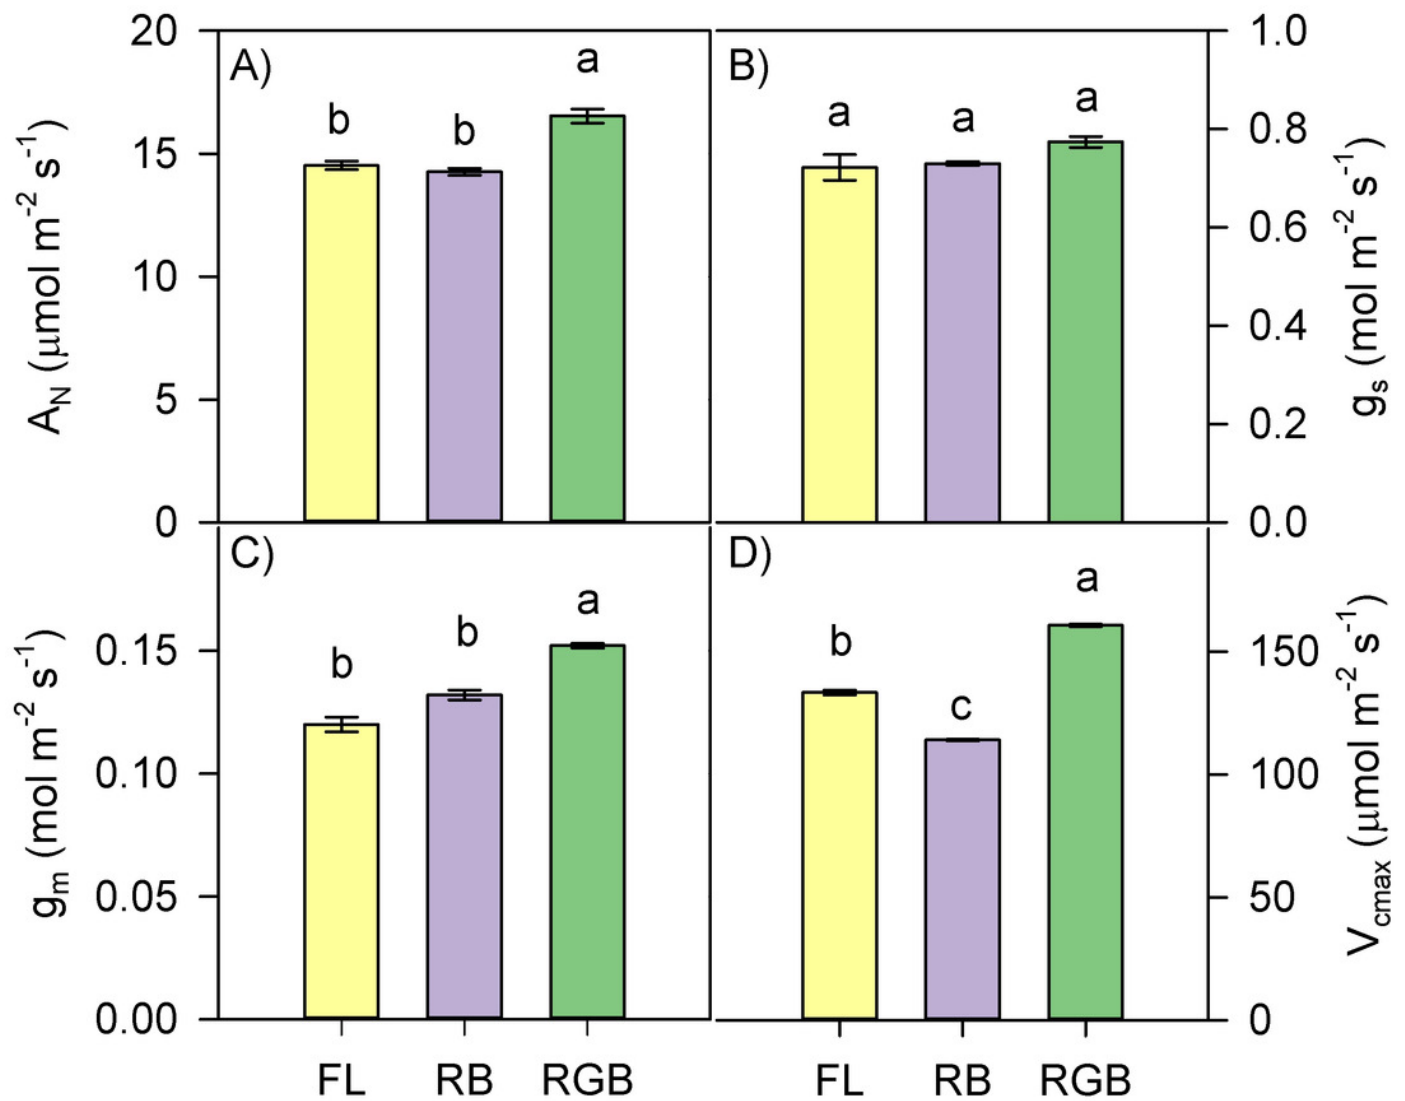 A)
20
15
10
5
0
A_N (μmol m^-2 s^-1)
b
b
a
B)
1.0
0.8
0.6
0.4
0.2
0.0
g_s (mol m^-2 s^-1)
a
a
a
C)
0.15
0.10
0.05
0.00
g_m (mol m^-2 s^-1)
b
b
a
FL RB RGB
D)
150
100
50
0
V_cmax (μmol m^-2 s^-1)
b
c
a
FL RB RGB